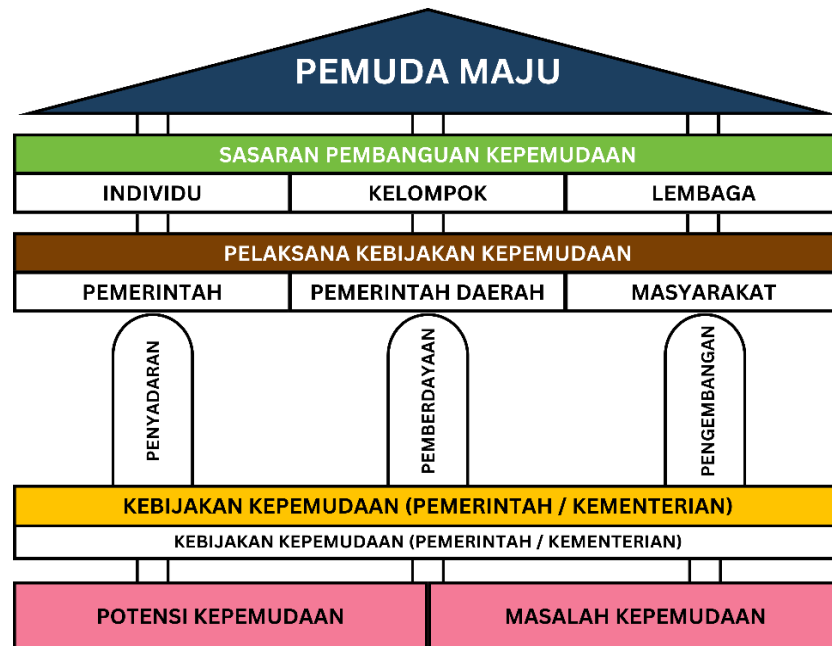 PEMUDA MAJU
SASARAN PEMBANGUAN KEPEMUDAAN
INDIVIDU
KELOMPOK
LEMBAGA
PELAKSANA KEBIJAKAN KEPEMUDAAN
PEMERINTAH
PEMERINTAH DAERAH
MASYARAKAT
PENYADARAN
PEMBERDAYAAN
PENGEMBANGAN
KEBIJAKAN KEPEMUDAAN (PEMERINTAH / KEMENTERIAN)
KEBIJAKAN KEPEMUDAAN (PEMERINTAH / KEMENTERIAN)
POTENSI KEPEMUDAAN
MASALAH KEPEMUDAAN